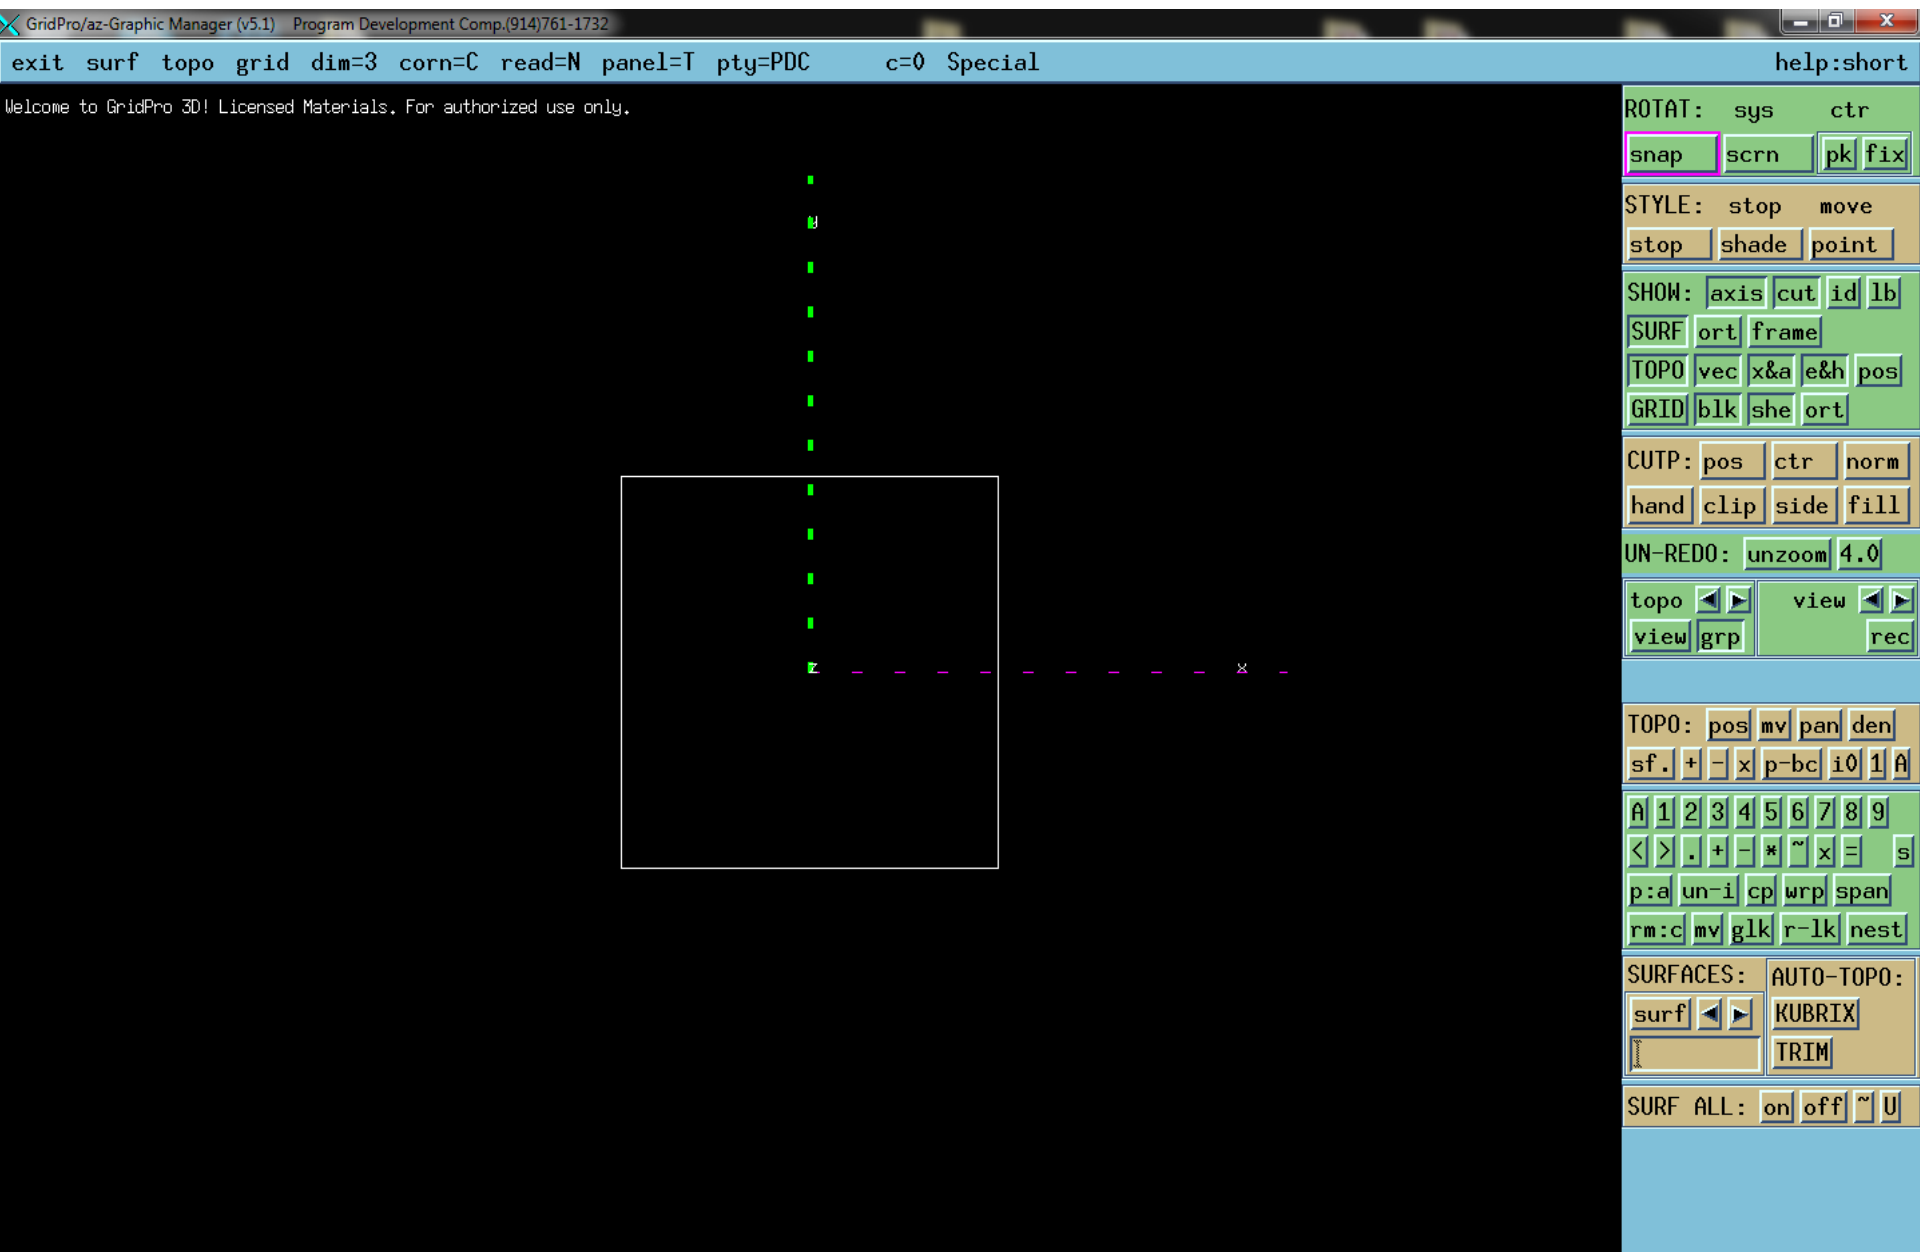 GridPro/az-Graphic Manager (v5.1) Program Development Comp.(914)761-1732
exit surf topo grid dim=3 corn=C read=N panel=T pty=PDC c=0 Special help:short
Welcome to GridPro 3D! Licensed Materials. For authorized use only.
y
z
x
ROTAT: sys ctr
snap scrn pk fix
STYLE: stop move
stop shade point
SHOW: axis cut id lb
SURF ort frame
TOPO vec x&a e&h pos
GRID blk she ort
CUTP: pos ctr norm
hand clip side fill
UN-REDO: unzoom 4.0
topo view
view grp rec
TOPO: pos mv pan den
sf. + - x p-bc i0 1 A
A 1 2 3 4 5 6 7 8 9
< > . + - * ~ x = s
p:a un-i cp wrp span
rm:c mv glk r-lk nest
SURFACES: AUTO-TOPO:
surf KUBRIX
TRIM
SURF ALL: on off ~ U